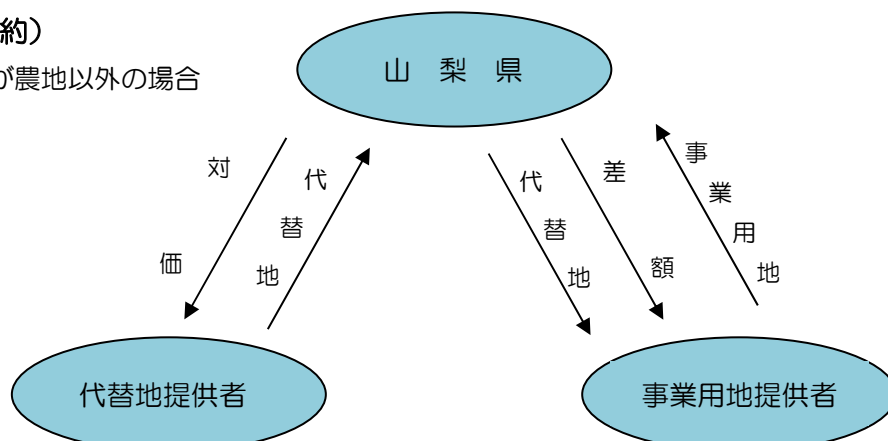 約）
が農地以外の場合
山 梨 県
対価
代替地
代替地
差額
事業用地
代替地提供者
事業用地提供者